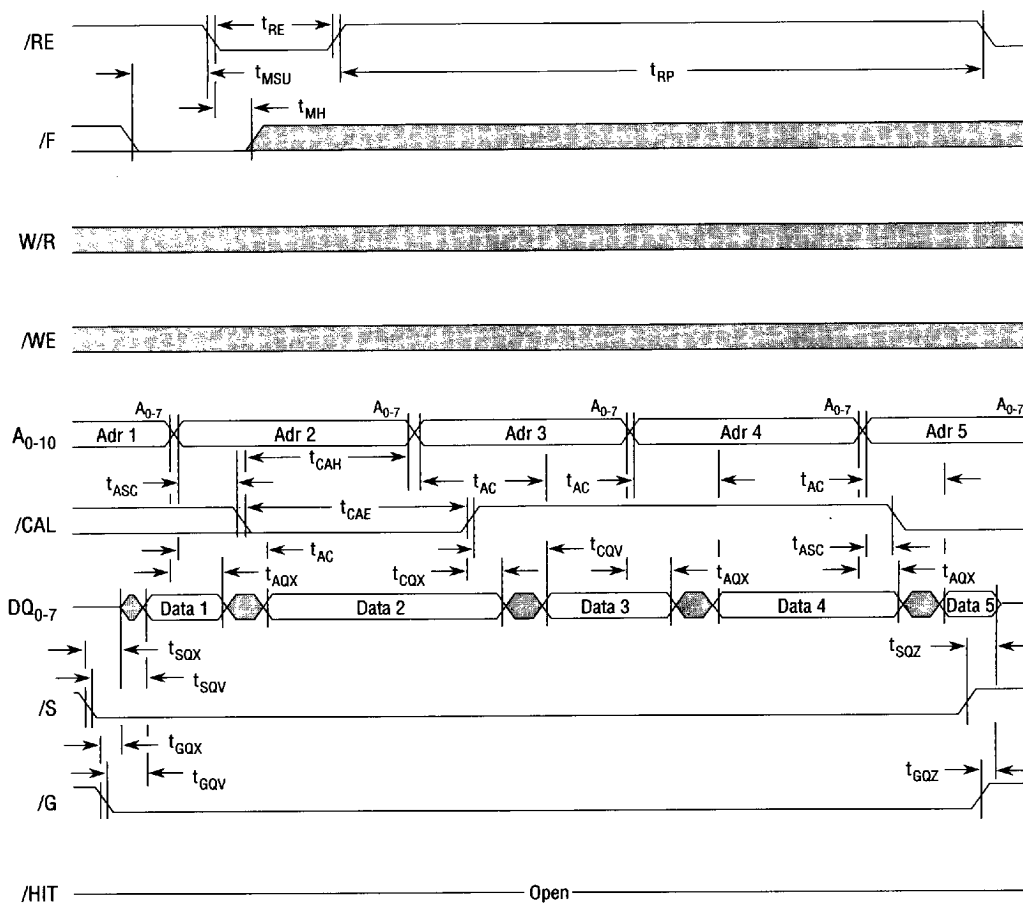 /RE
t_RE
t_RP
t_MSU
t_MH
/F
W/R
/WE
A_0-10
A_0-7 A_0-7 A_0-7 A_0-7 A_0-7
Adr 1 Adr 2 Adr 3 Adr 4 Adr 5
t_CAH
t_ASC t_AC t_AC t_AC
/CAL
t_CAE
t_AC t_CQV t_ASC
t_AQX t_CQX t_AQX t_AQX
DQ_0-7
Data 1 Data 2 Data 3 Data 4 Data 5
t_SQX t_SQZ
t_SQV
/S
t_GQX
t_GQV t_GQZ
/G
/HIT Open